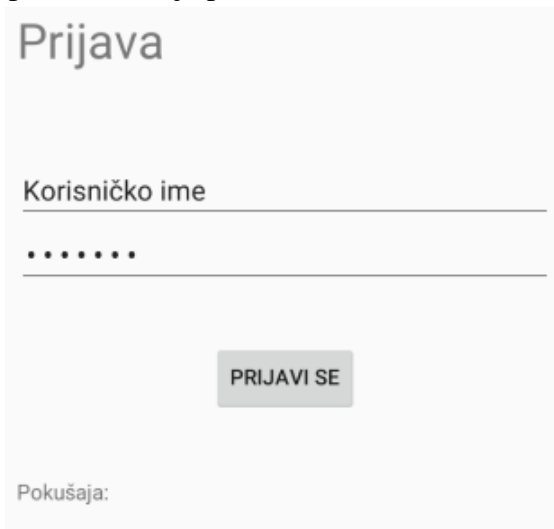 Prijava
Korisničko ime
•••••••
PRIJAVI SE
Pokušaja: